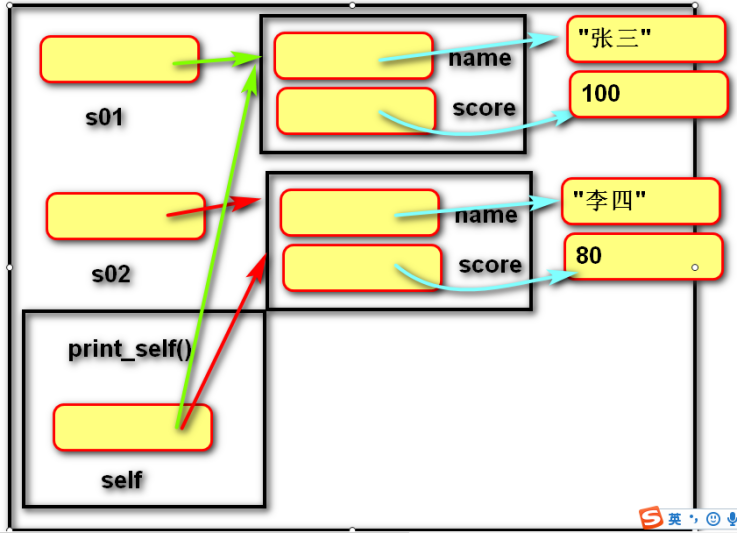 name
"张三"
s01
score
100
name
"李四"
s02
score
80
print_self()
self
英